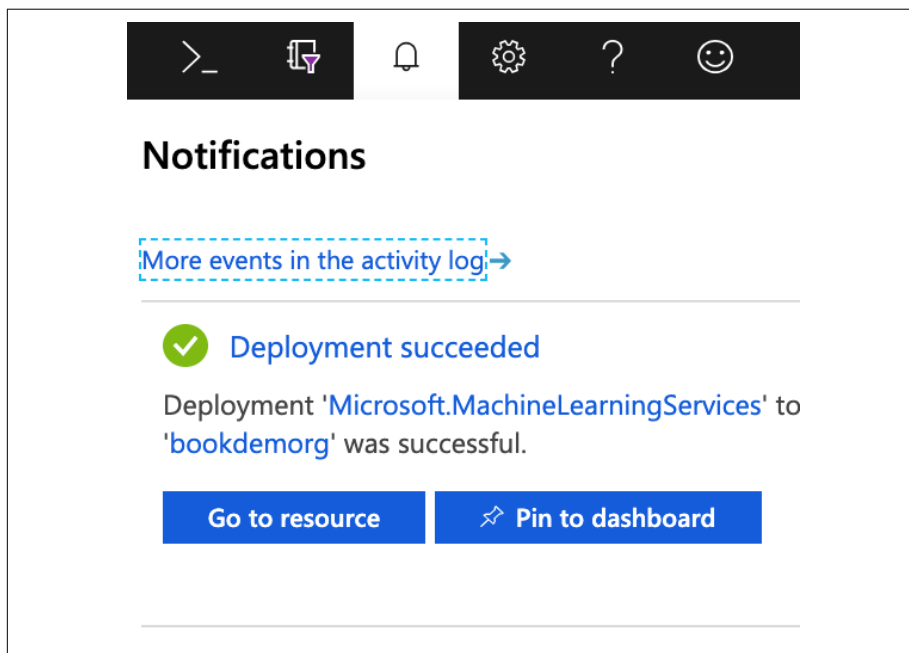 Notifications
More events in the activity log→
Deployment succeeded
Deployment 'Microsoft.MachineLearningServices' to
'bookdemorg' was successful.
Go to resource
Pin to dashboard